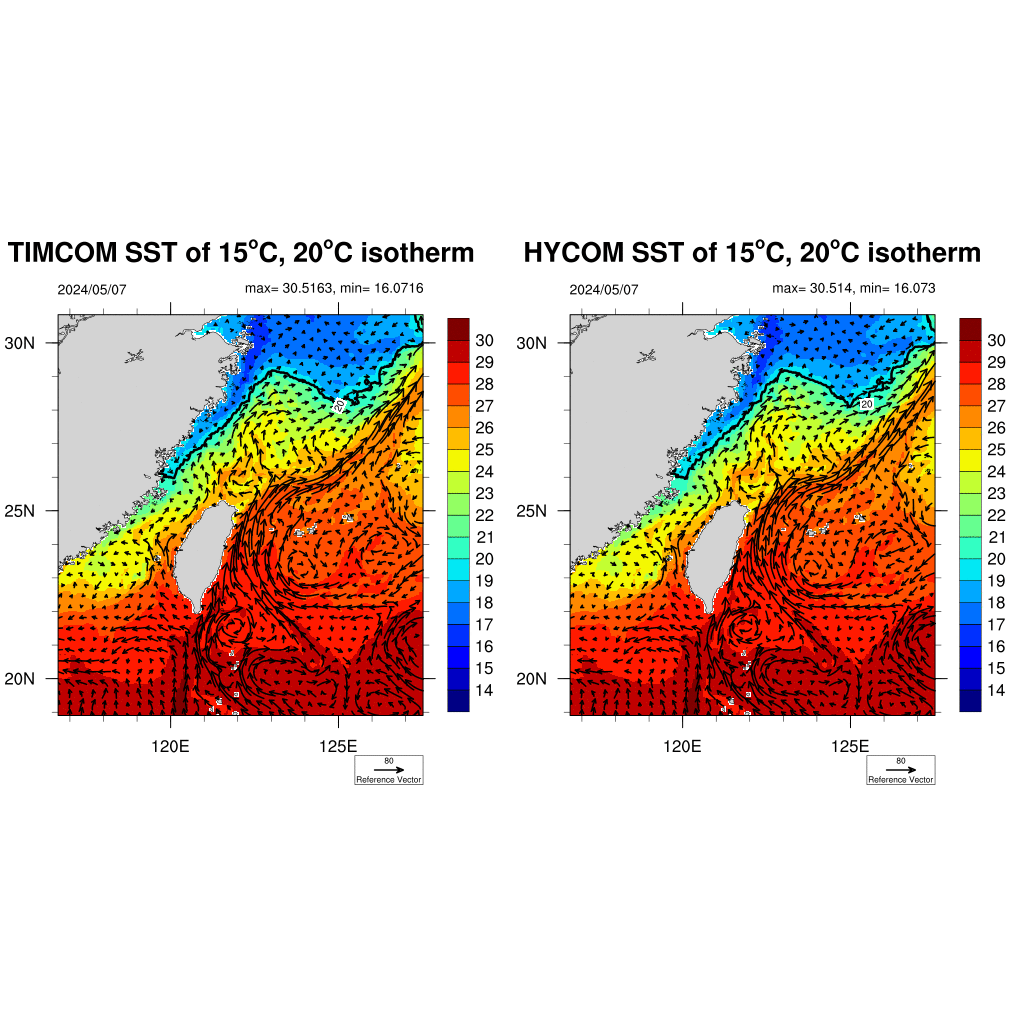 TIMCOM SST of 15°C, 20°C isotherm
2024/05/07
max= 30.5163, min= 16.0716
30N
25N
20N
120E
125E
20
30
29
28
27
26
25
24
23
22
21
20
19
18
17
16
15
14
80
Reference Vector
HYCOM SST of 15°C, 20°C isotherm
2024/05/07
max= 30.514, min= 16.073
30N
25N
20N
120E
125E
20
30
29
28
27
26
25
24
23
22
21
20
19
18
17
16
15
14
80
Reference Vector